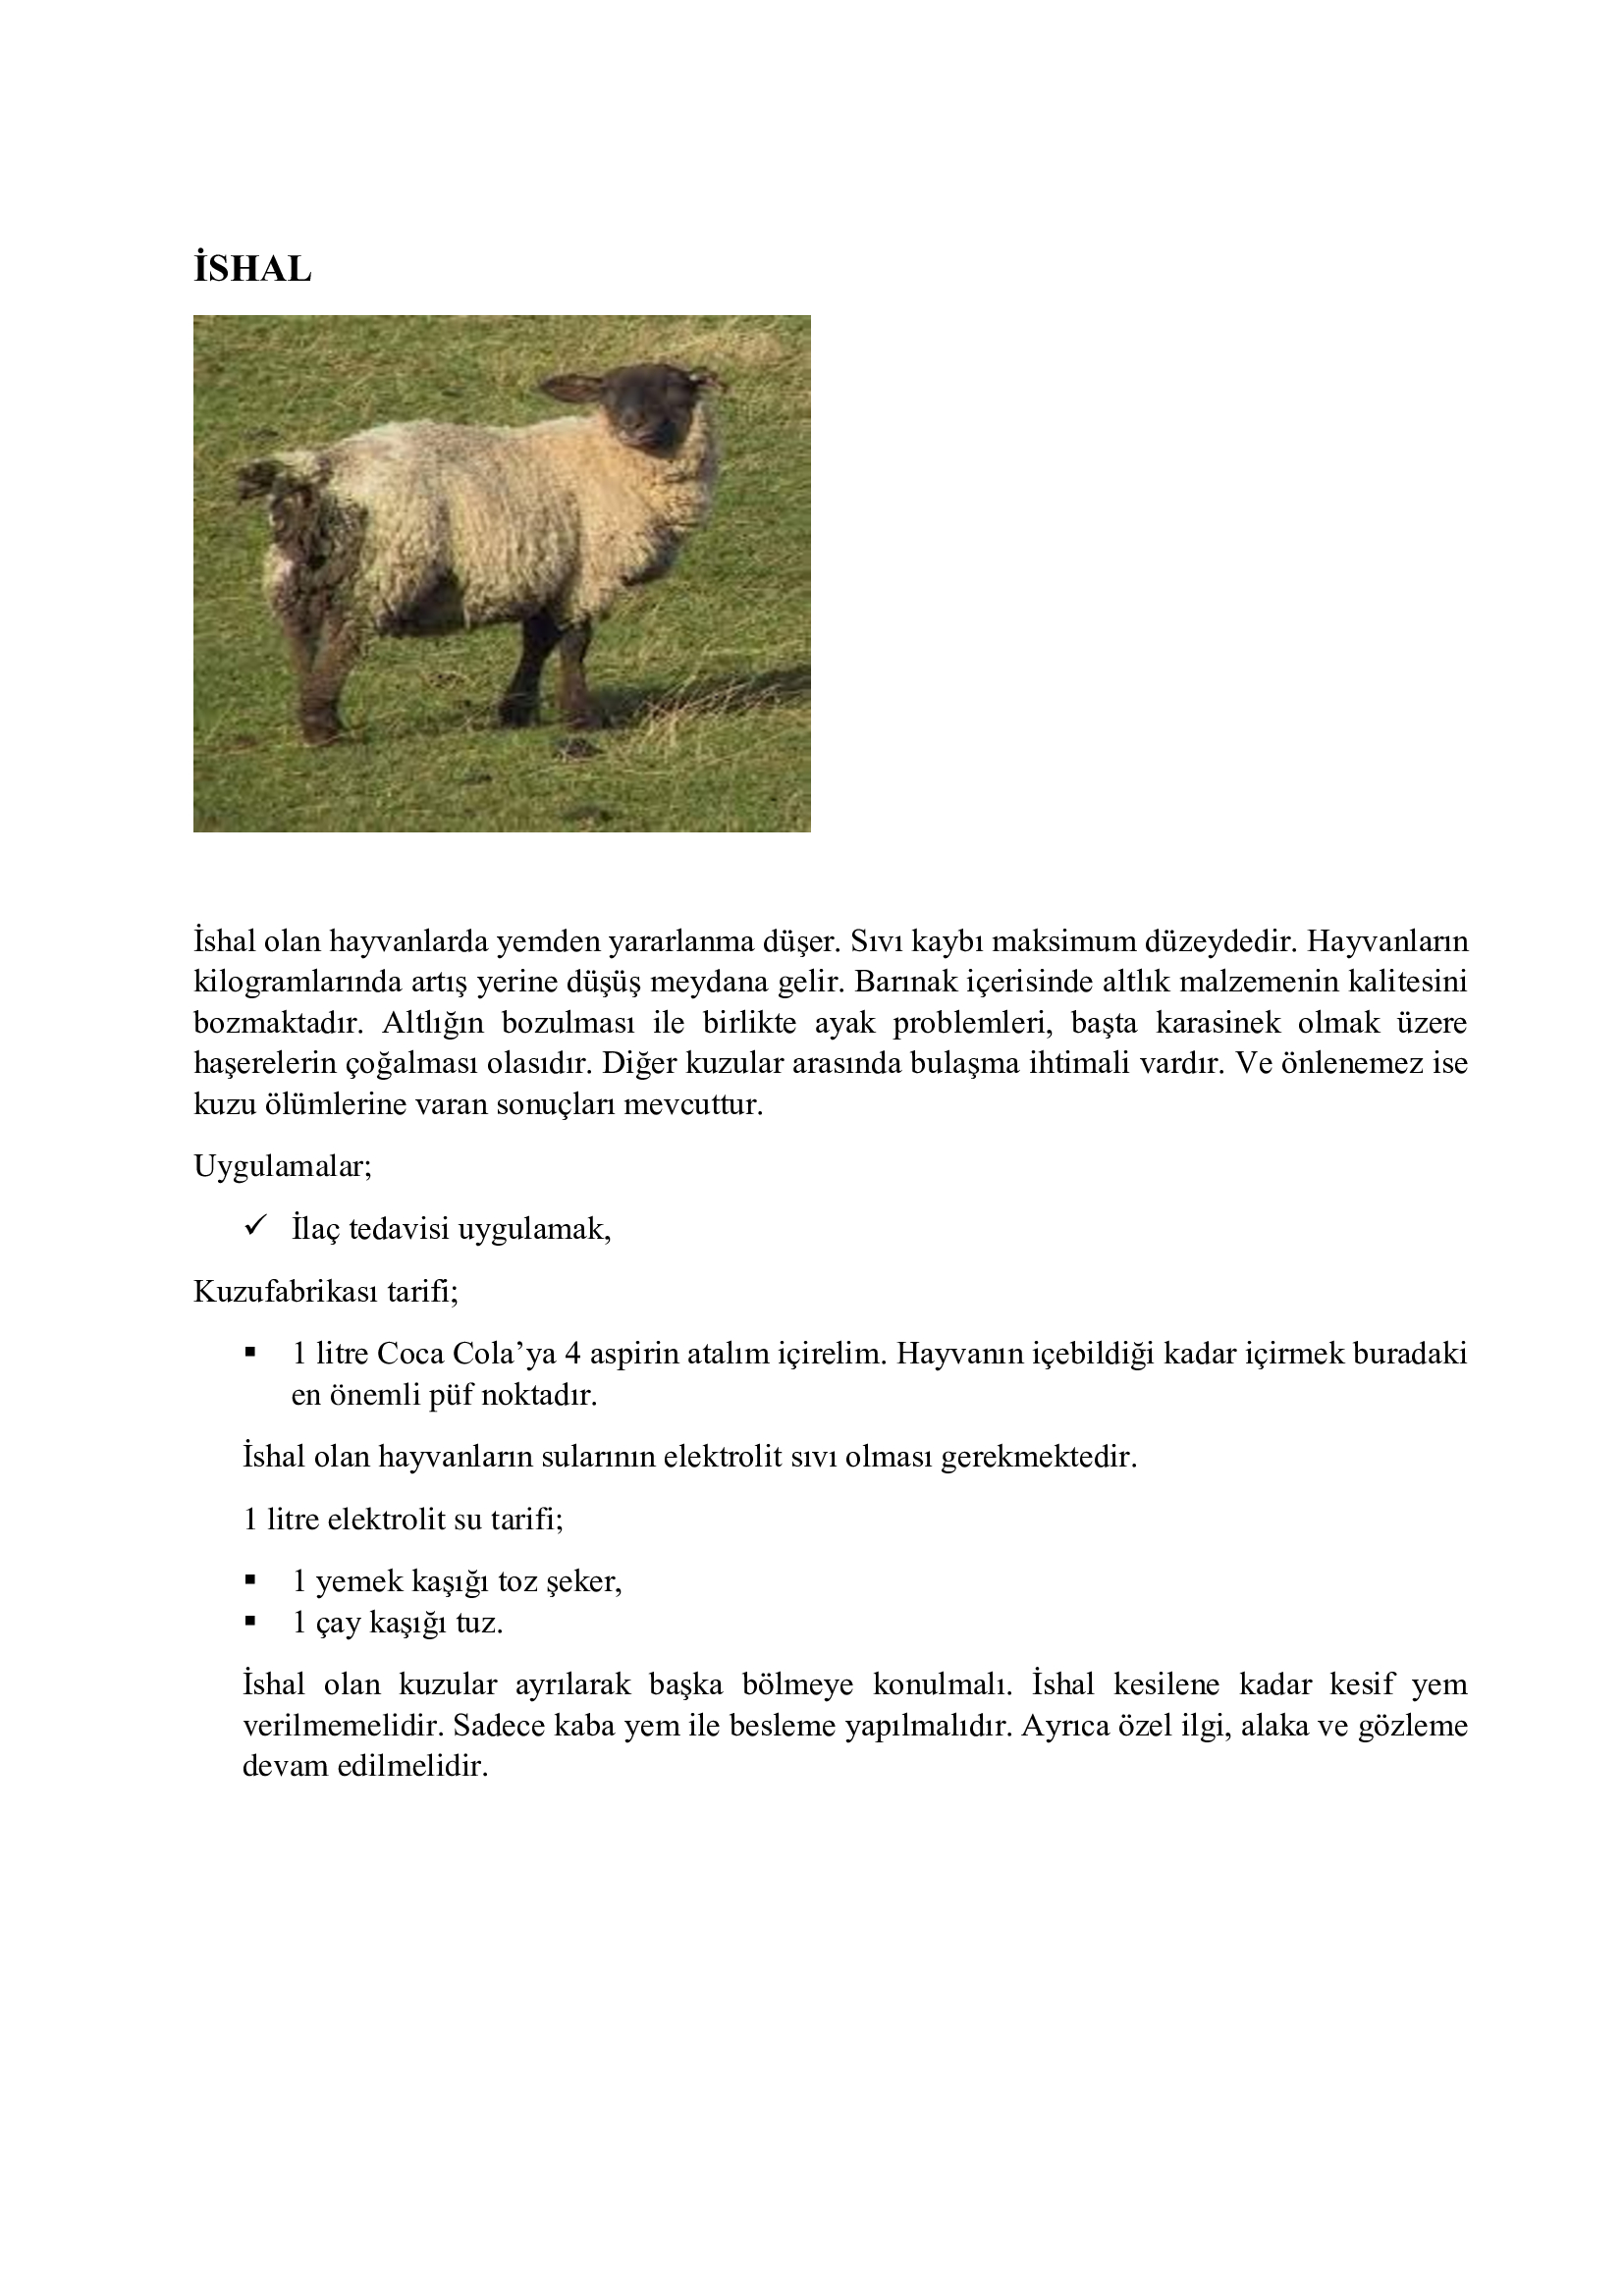 İSHAL
İshal olan hayvanlarda yemden yararlanma düşer. Sıvı kaybı maksimum düzeydedir. Hayvanların
kilogramlarında artış yerine düşüş meydana gelir. Barınak içerisinde altlık malzemenin kalitesini
bozmaktadır. Altlığın bozulması ile birlikte ayak problemleri, başta karasinek olmak üzere
haşerelerin çoğalması olasıdır. Diğer kuzular arasında bulaşma ihtimali vardır. Ve önlenemez ise
kuzu ölümlerine varan sonuçları mevcuttur.
Uygulamalar;
✓ İlaç tedavisi uygulamak,
Kuzufabrikası tarifi;
▪ 1 litre Coca Cola’ya 4 aspirin atalım içirelim. Hayvanın içebildiği kadar içirmek buradaki
en önemli püf noktadır.
İshal olan hayvanların sularının elektrolit sıvı olması gerekmektedir.
1 litre elektrolit su tarifi;
▪ 1 yemek kaşığı toz şeker,
▪ 1 çay kaşığı tuz.
İshal olan kuzular ayrılarak başka bölmeye konulmalı. İshal kesilene kadar kesif yem
verilmemelidir. Sadece kaba yem ile besleme yapılmalıdır. Ayrıca özel ilgi, alaka ve gözleme
devam edilmelidir.